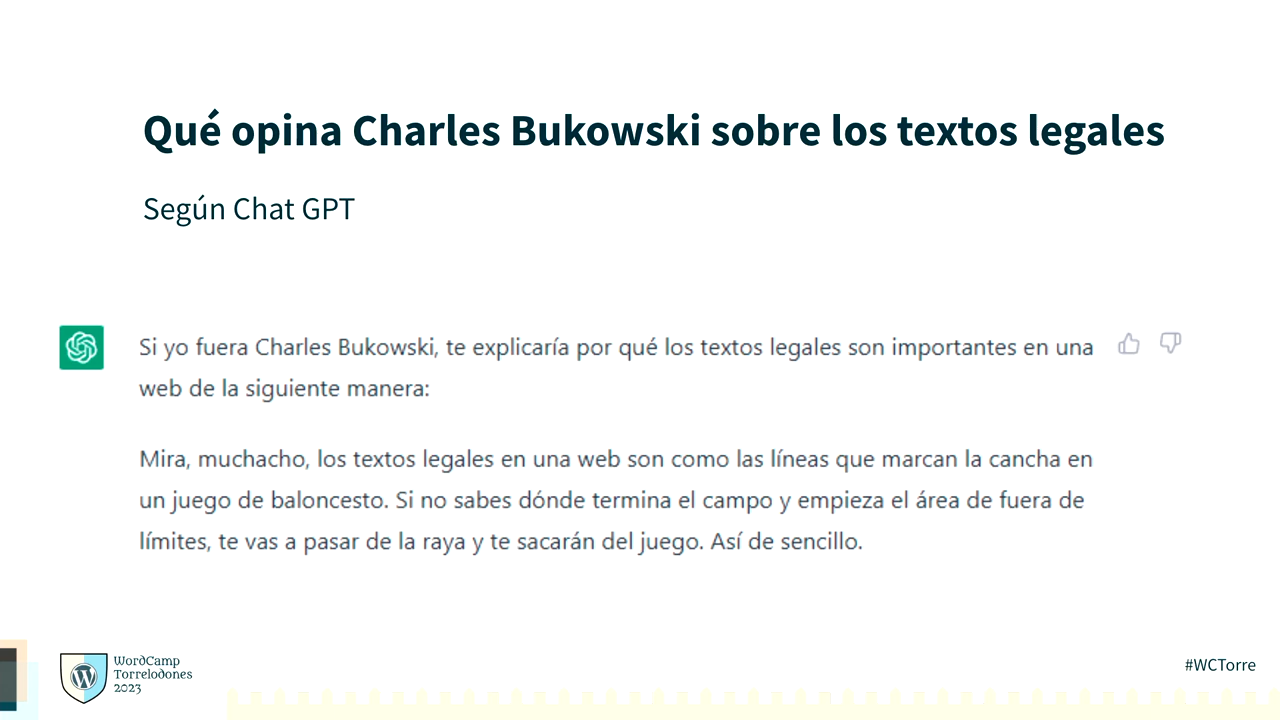 Qué opina Charles Bukowski sobre los textos legales
Según Chat GPT
Si yo fuera Charles Bukowski, te explicaría por qué los textos legales son importantes en una
web de la siguiente manera:
Mira, muchacho, los textos legales en una web son como las líneas que marcan la cancha en
un juego de baloncesto. Si no sabes dónde termina el campo y empieza el área de fuera de
límites, te vas a pasar de la raya y te sacarán del juego. Así de sencillo.
WordCamp
Torrelodones
2023
#WCTorre